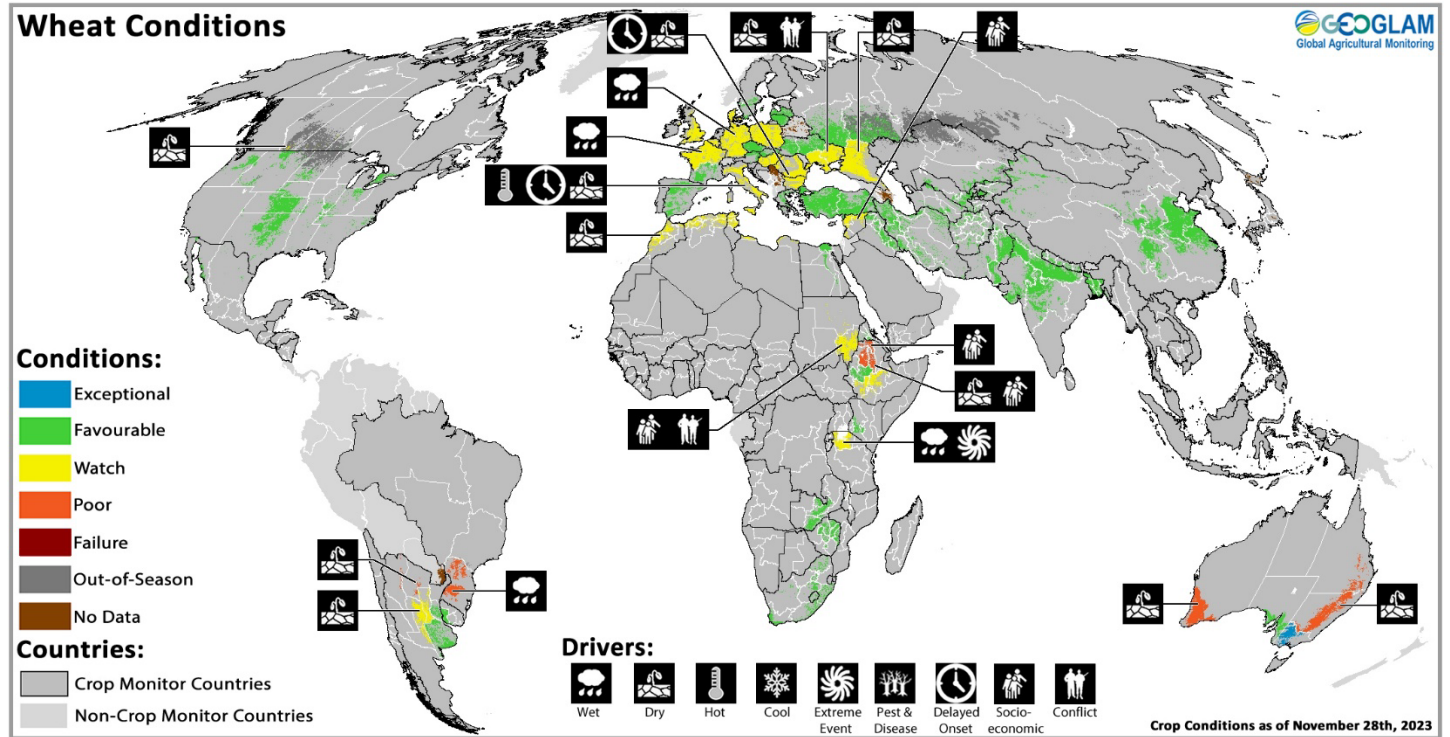 Wheat Conditions
GEOGLAM
Global Agricultural Monitoring
Conditions:
Exceptional
Favourable
Watch
Poor
Failure
Out-of-Season
No Data
Countries:
Crop Monitor Countries
Non-Crop Monitor Countries
Drivers:
Wet
Dry
Hot
Cool
Extreme
Event
Pest &
Disease
Delayed
Onset
Socio-
economic
Conflict
Crop Conditions as of November 28th, 2023